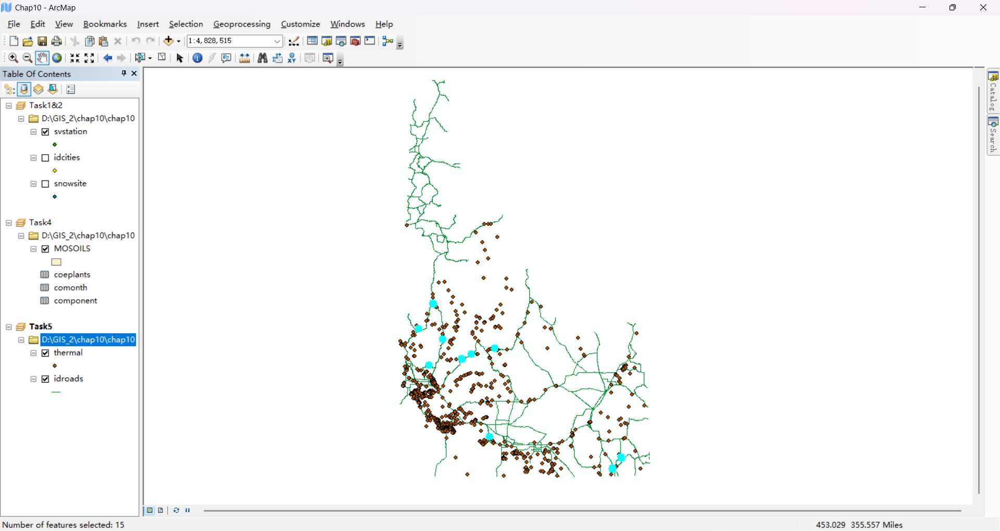 Chap10 - ArcMap
File Edit View Bookmarks Insert Selection Geoprocessing Customize Windows Help
1:4,828,515
XY
Table Of Contents
Task1&2
D:\GIS_2\chap10\chap10
svstation
idcities
snowsite
Task4
D:\GIS_2\chap10\chap10
MOSOILS
coeplants
comonth
component
Task5
D:\GIS_2\chap10\chap10
thermal
idroads
Catalog
Search
Number of features selected: 15
453.029 355.557 Miles